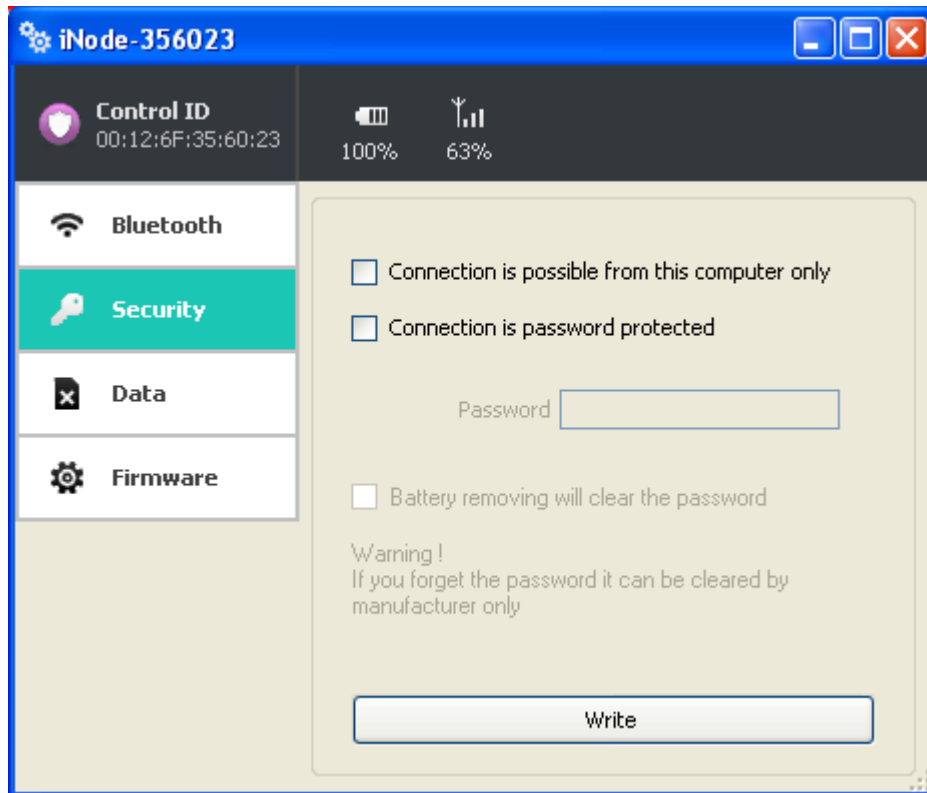 iNode-356023
Control ID
00:12:6F:35:60:23
100%
63%
Bluetooth
Security
Data
Firmware
Connection is possible from this computer only
Connection is password protected
Password
Battery removing will clear the password
Warning !
If you forget the password it can be cleared by
manufacturer only
Write